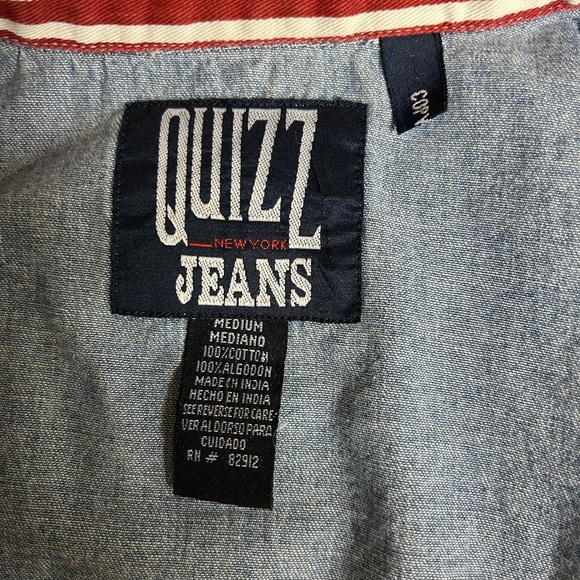 QUIZZ
NEW YORK
JEANS
MEDIUM
MEDIANO
100%COTTON
100%ALGODON
MADE IN INDIA
HECHO EN INDIA
SEE REVERSE FOR CARE
VER AL DORSO PARA
CUIDADO
RN # 82912